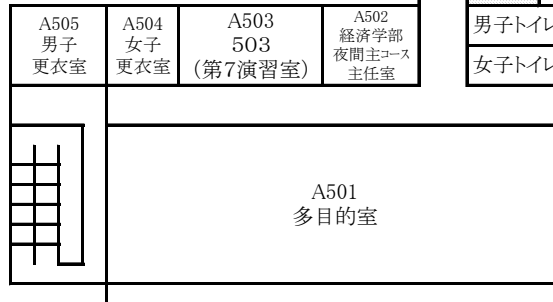 A505
男子
更衣室
A504
女子
更衣室
A503
503
（第7演習室）
A502
経済学部
夜間主コース
主任室
男子トイレ
女子トイレ
A501
多目的室